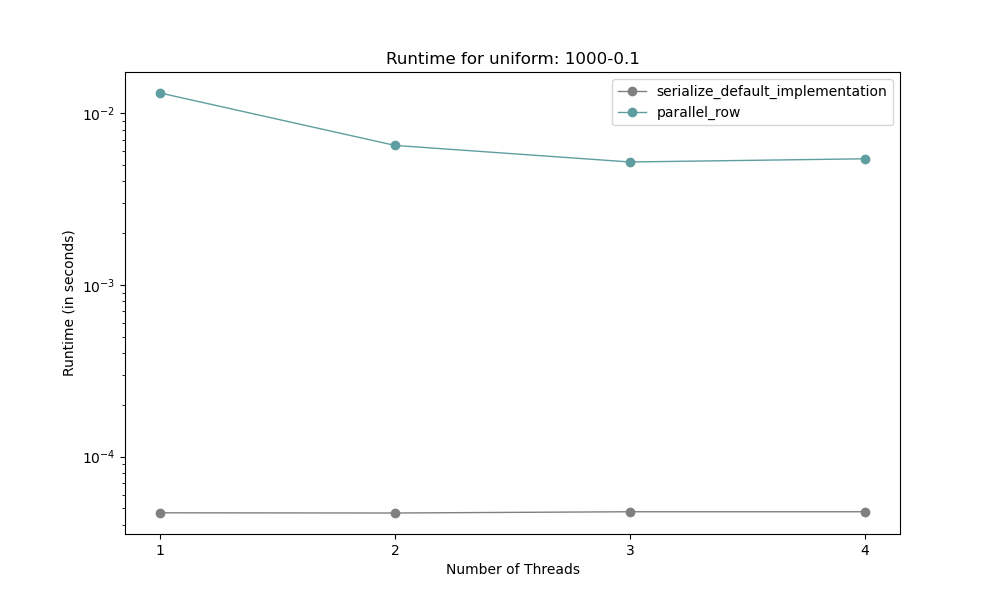 Runtime for uniform: 1000-0.1
serialize_default_implementation
parallel_row
10⁻²
10⁻³
10⁻⁴
Runtime (in seconds)
1 2 3 4
Number of Threads